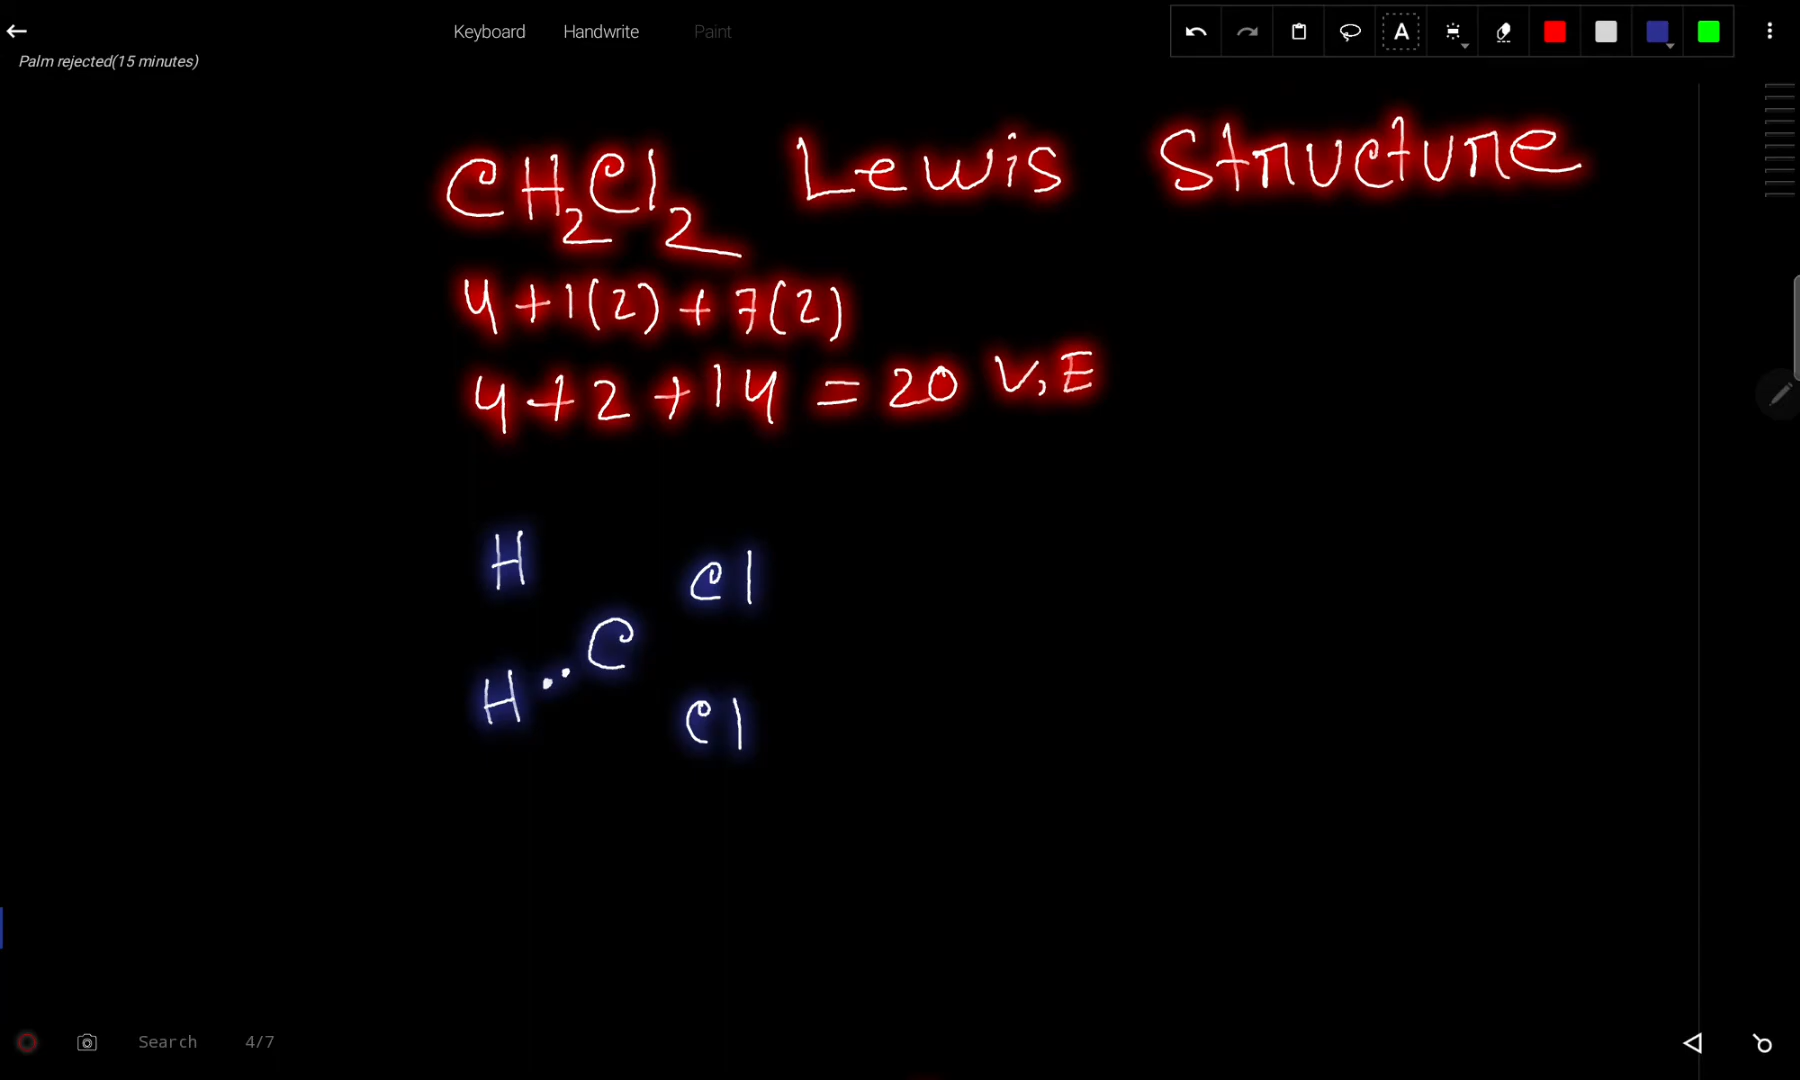 Keyboard Handwrite Paint A
Palm rejected(15 minutes)
CH2Cl2 Lewis Structure
4+1(2)+7(2)
4+2+14=20 V,E
H Cl
C
H Cl
Search 4/7